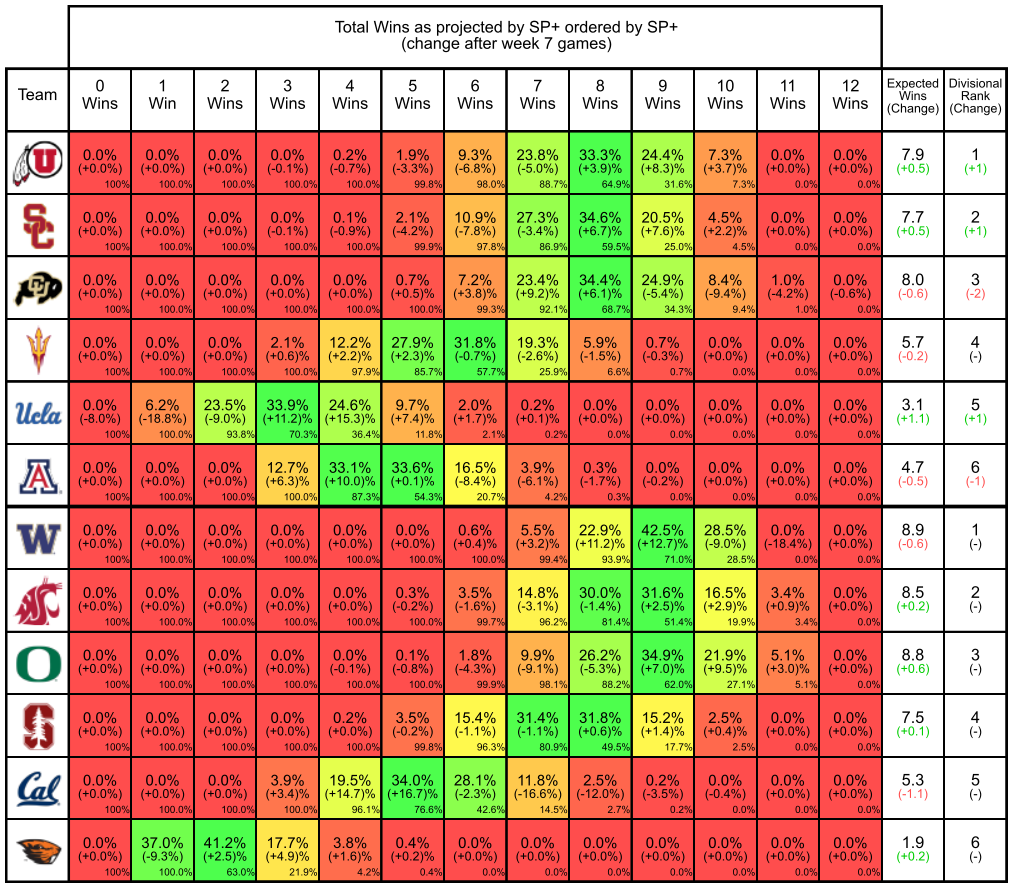 Total Wins as projected by SP+ ordered by SP+
(change after week 7 games)
Team 0 Wins 1 Win 2 Wins 3 Wins 4 Wins 5 Wins 6 Wins 7 Wins 8 Wins 9 Wins 10 Wins 11 Wins 12 Wins Expected Wins (Change) Divisional Rank (Change)
U 0.0% 0.0% 0.0% 0.0% 0.2% 1.9% 9.3% 23.8% 33.3% 24.4% 7.3% 0.0% 0.0% 7.9 1
(+0.0%) (+0.0%) (+0.0%) (-0.1%) (-0.7%) (-3.3%) (-6.8%) (-5.0%) (+3.9)% (+8.3)% (+3.7)% (+0.0%) (+0.0%) (+0.5) (+1)
100% 100.0% 100.0% 100.0% 100.0% 99.8% 98.0% 88.7% 64.9% 31.6% 7.3% 0.0% 0.0%
SC 0.0% 0.0% 0.0% 0.0% 0.1% 2.1% 10.9% 27.3% 34.6% 20.5% 4.5% 0.0% 0.0% 7.7 2
(+0.0%) (+0.0%) (+0.0%) (-0.1%) (-0.9%) (-4.2%) (-7.8%) (-3.4%) (+6.7)% (+7.6)% (+2.2)% (+0.0%) (+0.0%) (+0.5) (+1)
100% 100.0% 100.0% 100.0% 100.0% 99.9% 97.8% 86.9% 59.5% 25.0% 4.5% 0.0% 0.0%
CU 0.0% 0.0% 0.0% 0.0% 0.0% 0.7% 7.2% 23.4% 34.4% 24.9% 8.4% 1.0% 0.0% 8.0 3
(+0.0%) (+0.0%) (+0.0%) (+0.0%) (+0.0%) (+0.5)% (+3.8)% (+9.2)% (+6.1)% (-5.4%) (-9.4%) (-4.2%) (-0.6%) (-0.6) (-2)
100% 100.0% 100.0% 100.0% 100.0% 100.0% 99.3% 92.1% 68.7% 34.3% 9.4% 1.0% 0.0%
0.0% 0.0% 0.0% 2.1% 12.2% 27.9% 31.8% 19.3% 5.9% 0.7% 0.0% 0.0% 0.0% 5.7 4
(+0.0%) (+0.0%) (+0.0%) (+0.6)% (+2.2)% (+2.3)% (-0.7%) (-2.6%) (-1.5%) (-0.3%) (+0.0%) (+0.0%) (+0.0%) (-0.2) (-)
100% 100.0% 100.0% 100.0% 97.9% 85.7% 57.7% 25.9% 6.6% 0.7% 0.0% 0.0% 0.0%
Ucla 0.0% 6.2% 23.5% 33.9% 24.6% 9.7% 2.0% 0.2% 0.0% 0.0% 0.0% 0.0% 0.0% 3.1 5
(-8.0%) (-18.8%) (-9.0%) (+11.2)% (+15.3)% (+7.4)% (+1.7)% (+0.1)% (+0.0%) (+0.0%) (+0.0%) (+0.0%) (+0.0%) (+1.1) (+1)
100% 100.0% 93.8% 70.3% 36.4% 11.8% 2.1% 0.2% 0.0% 0.0% 0.0% 0.0% 0.0%
A 0.0% 0.0% 0.0% 12.7% 33.1% 33.6% 16.5% 3.9% 0.3% 0.0% 0.0% 0.0% 0.0% 4.7 6
(+0.0%) (+0.0%) (+0.0%) (+6.3)% (+10.0)% (+0.1)% (-8.4%) (-6.1%) (-1.7%) (-0.2%) (+0.0%) (+0.0%) (+0.0%) (-0.5) (-1)
100% 100.0% 100.0% 100.0% 87.3% 54.3% 20.7% 4.2% 0.3% 0.0% 0.0% 0.0% 0.0%
W 0.0% 0.0% 0.0% 0.0% 0.0% 0.0% 0.6% 5.5% 22.9% 42.5% 28.5% 0.0% 0.0% 8.9 1
(+0.0%) (+0.0%) (+0.0%) (+0.0%) (+0.0%) (+0.0%) (+0.4)% (+3.2)% (+11.2)% (+12.7)% (-9.0%) (-18.4%) (+0.0%) (-0.6) (-)
100% 100.0% 100.0% 100.0% 100.0% 100.0% 100.0% 99.4% 93.9% 71.0% 28.5% 0.0% 0.0%
0.0% 0.0% 0.0% 0.0% 0.0% 0.3% 3.5% 14.8% 30.0% 31.6% 16.5% 3.4% 0.0% 8.5 2
(+0.0%) (+0.0%) (+0.0%) (+0.0%) (+0.0%) (-0.2%) (-1.6%) (-3.1%) (-1.4%) (+2.5)% (+2.9)% (+0.9)% (+0.0%) (+0.2) (-)
100% 100.0% 100.0% 100.0% 100.0% 100.0% 99.7% 96.2% 81.4% 51.4% 19.9% 3.4% 0.0%
O 0.0% 0.0% 0.0% 0.0% 0.0% 0.1% 1.8% 9.9% 26.2% 34.9% 21.9% 5.1% 0.0% 8.8 3
(+0.0%) (+0.0%) (+0.0%) (+0.0%) (-0.1%) (-0.8%) (-4.3%) (-9.1%) (-5.3%) (+7.0)% (+9.5)% (+3.0)% (+0.0%) (+0.6) (-)
100% 100.0% 100.0% 100.0% 100.0% 100.0% 99.9% 98.1% 88.2% 62.0% 27.1% 5.1% 0.0%
S 0.0% 0.0% 0.0% 0.0% 0.2% 3.5% 15.4% 31.4% 31.8% 15.2% 2.5% 0.0% 0.0% 7.5 4
(+0.0%) (+0.0%) (+0.0%) (+0.0%) (+0.0%) (-0.2%) (-1.1%) (-1.1%) (+0.6)% (+1.4)% (+0.4)% (+0.0%) (+0.0%) (+0.1) (-)
100% 100.0% 100.0% 100.0% 100.0% 99.8% 96.3% 80.9% 49.5% 17.7% 2.5% 0.0% 0.0%
Cal 0.0% 0.0% 0.0% 3.9% 19.5% 34.0% 28.1% 11.8% 2.5% 0.2% 0.0% 0.0% 0.0% 5.3 5
(+0.0%) (+0.0%) (+0.0%) (+3.4)% (+14.7)% (+16.7)% (-2.3%) (-16.6%) (-12.0%) (-3.5%) (-0.4%) (+0.0%) (+0.0%) (-1.1) (-)
100% 100.0% 100.0% 100.0% 96.1% 76.6% 42.6% 14.5% 2.7% 0.2% 0.0% 0.0% 0.0%
0.0% 37.0% 41.2% 17.7% 3.8% 0.4% 0.0% 0.0% 0.0% 0.0% 0.0% 0.0% 0.0% 1.9 6
(+0.0%) (-9.3%) (+2.5)% (+4.9)% (+1.6)% (+0.2)% (+0.0%) (+0.0%) (+0.0%) (+0.0%) (+0.0%) (+0.0%) (+0.0%) (+0.2) (-)
100% 100.0% 63.0% 21.9% 4.2% 0.4% 0.0% 0.0% 0.0% 0.0% 0.0% 0.0% 0.0%